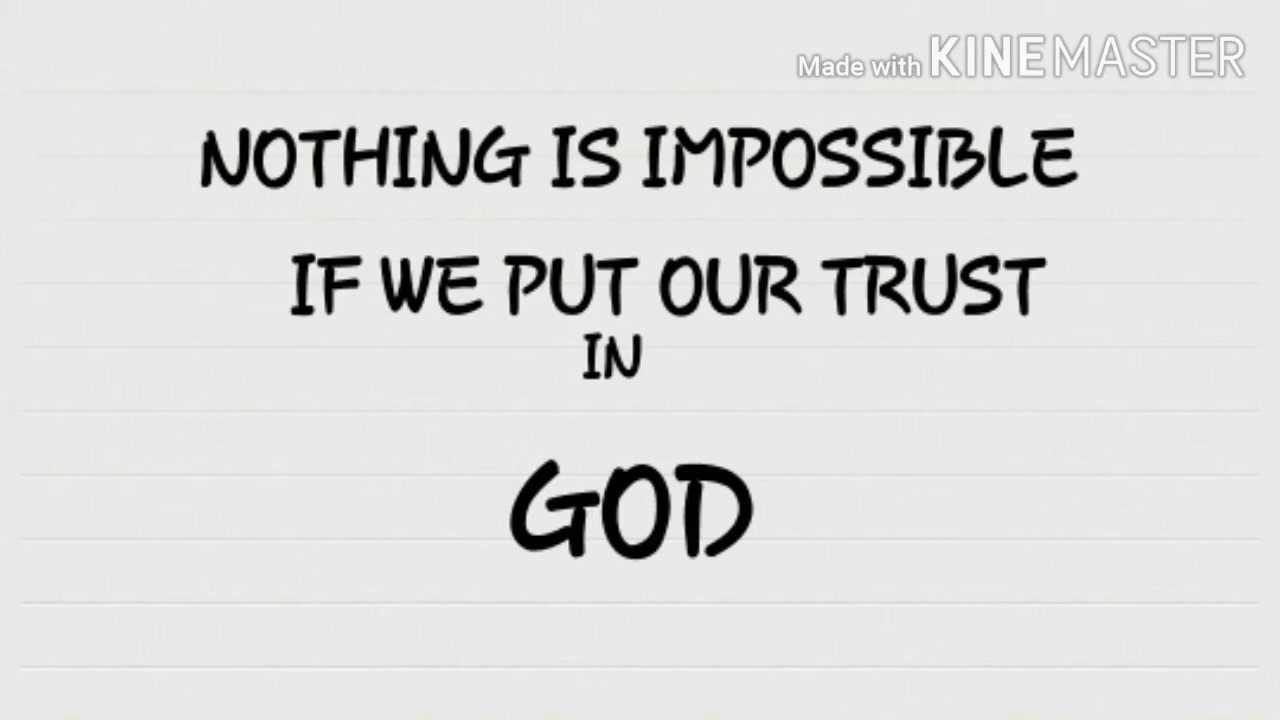 Made with KINEMASTER
NOTHING IS IMPOSSIBLE
IF WE PUT OUR TRUST
IN
GOD